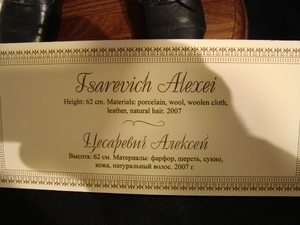 Tsarevich Alexei
Height: 62 cm. Materials: porcelain, wool, woolen cloth,
leather, natural hair. 2007
Цесаревич Алексей
Высота: 62 см. Материалы: фарфор, шерсть, сукно,
кожа, натуральный волос. 2007 г.